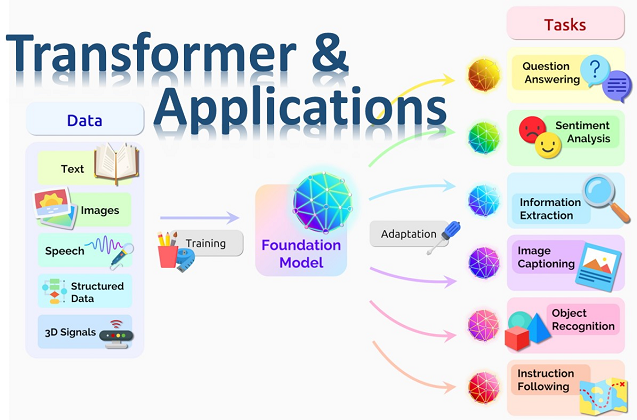 Transformer &
Applications
Data
Text
Images
Speech
Structured
Data
3D Signals
Training
Foundation
Model
Adaptation
Tasks
Question
Answering
Sentiment
Analysis
Information
Extraction
Image
Captioning
Object
Recognition
Instruction
Following